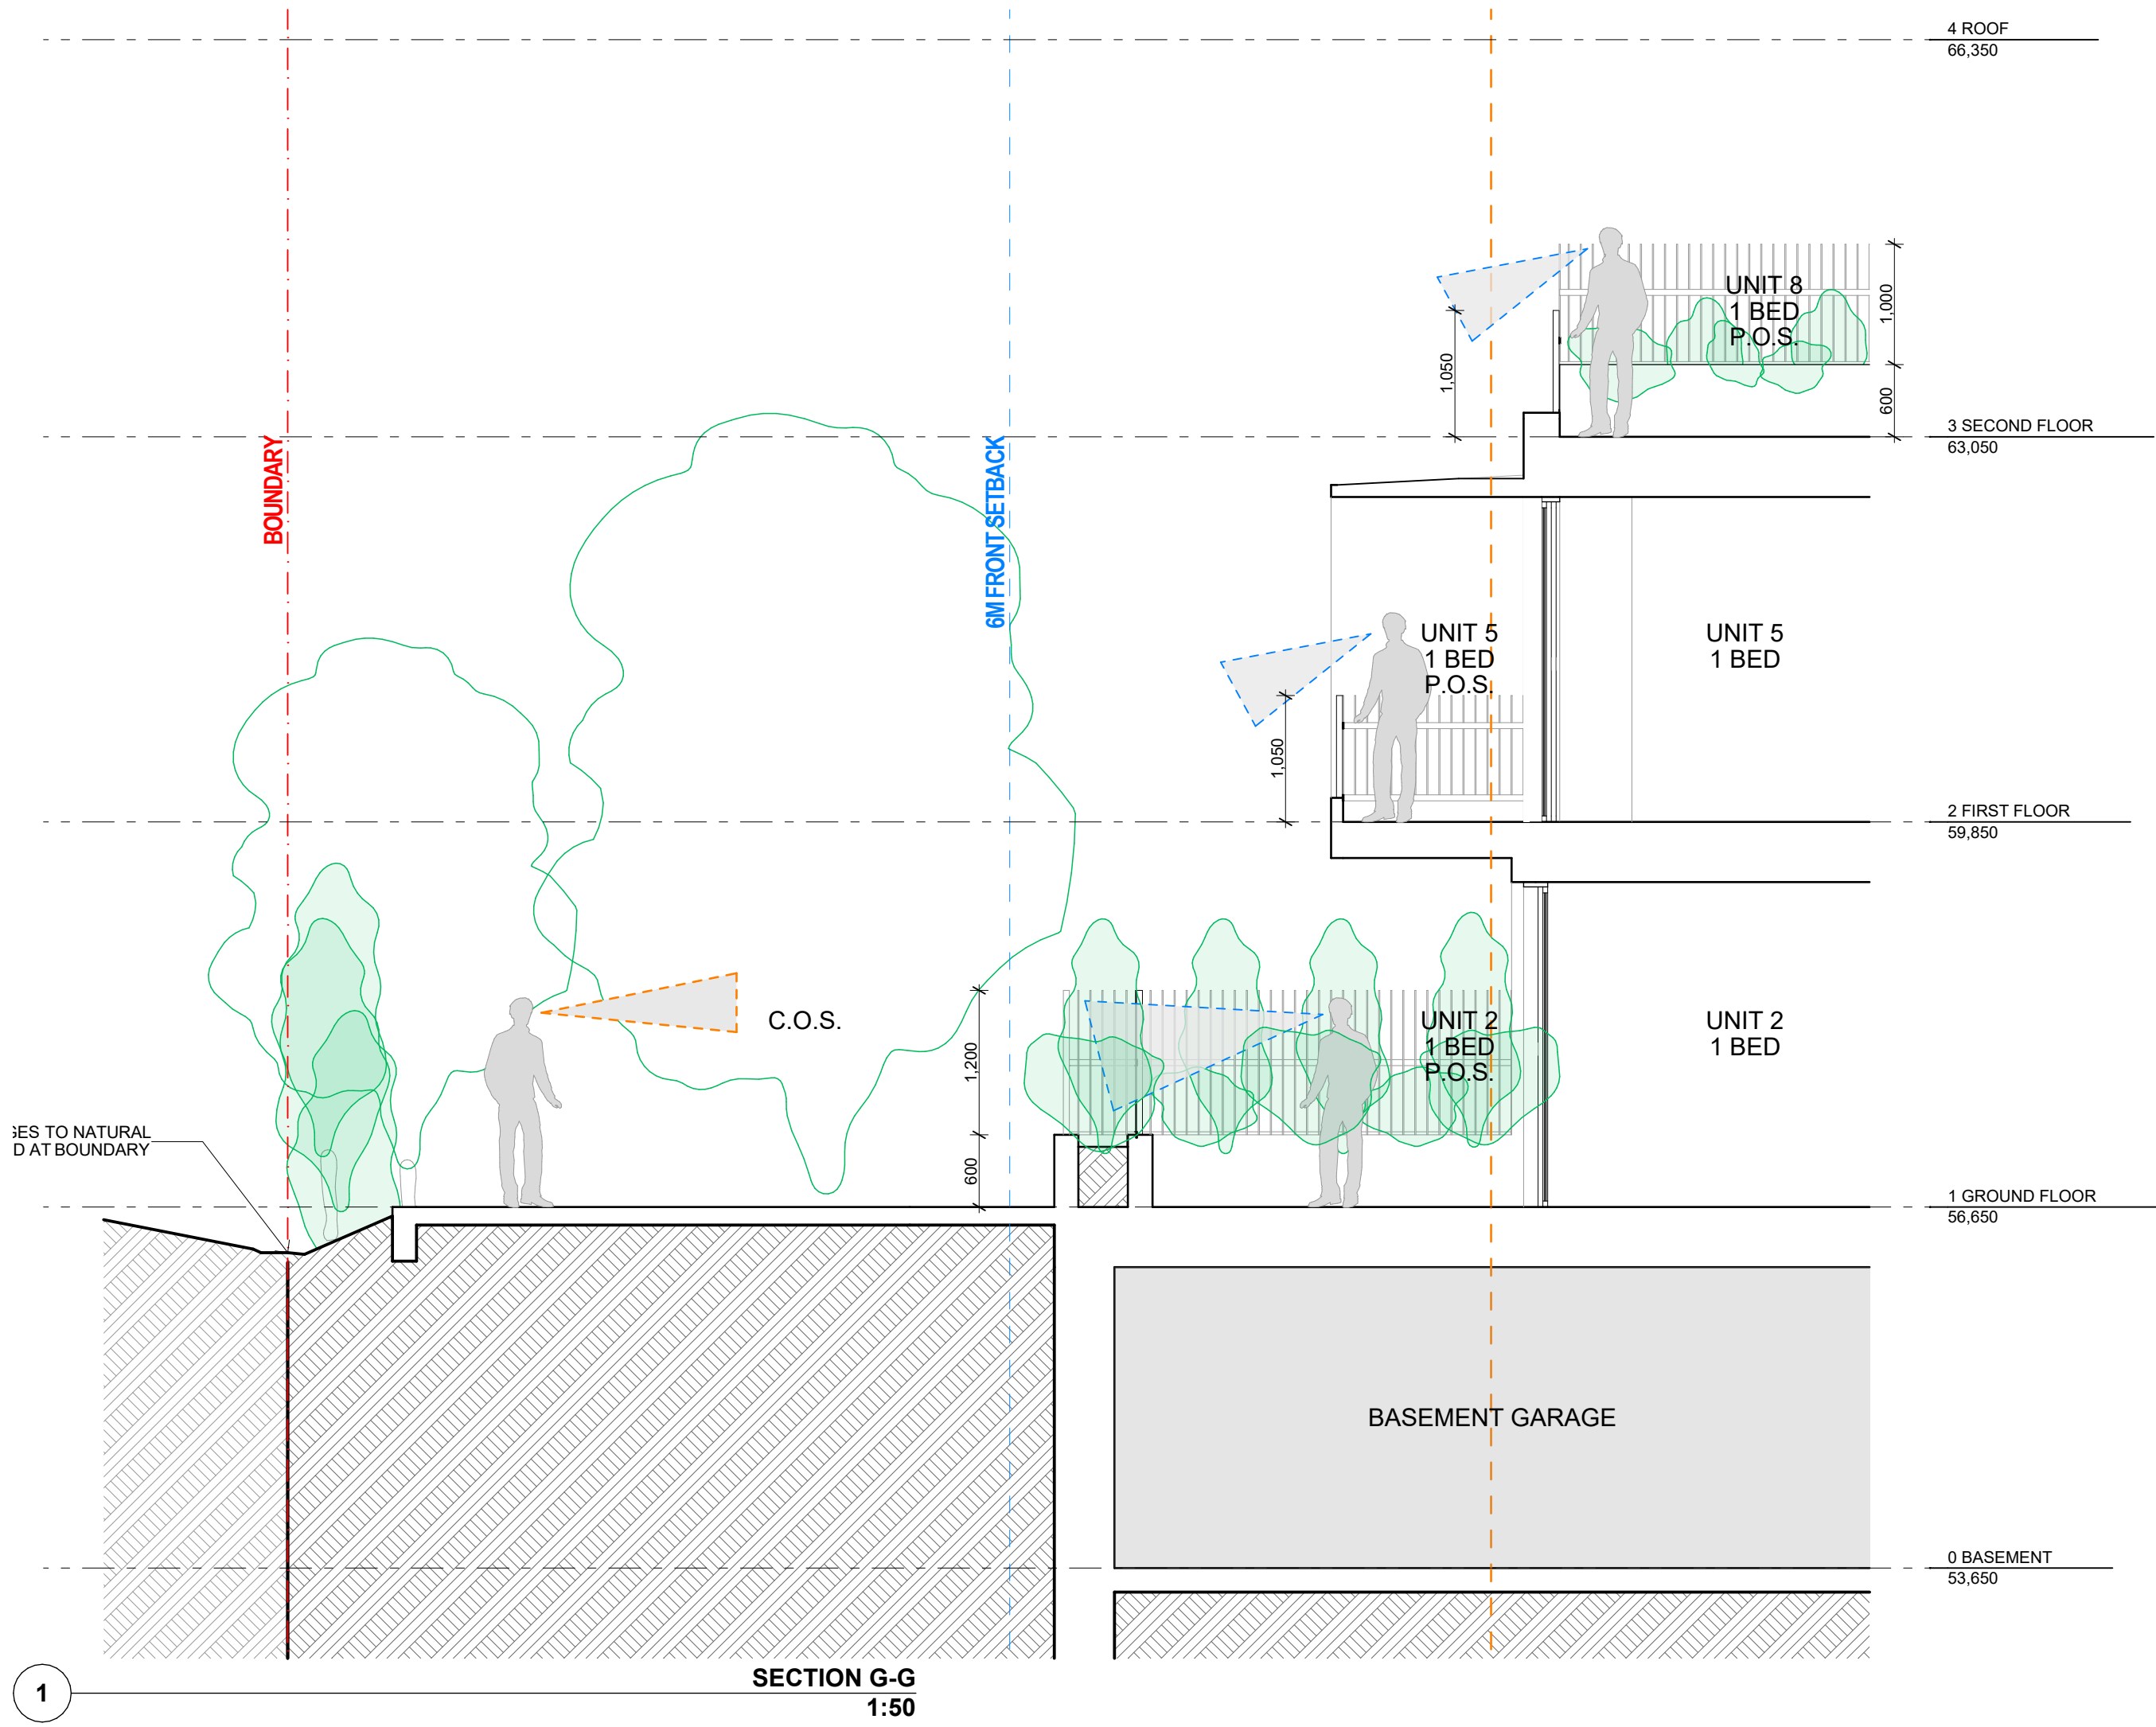 4 ROOF
66,350
UNIT 8
1 BED
P.O.S.
1,000
1,050
600
3 SECOND FLOOR
63,050
BOUNDARY
6M FRONT SETBACK
UNIT 5
1 BED
P.O.S.
UNIT 5
1 BED
1,050
2 FIRST FLOOR
59,850
C.O.S.
UNIT 2
1 BED
P.O.S.
UNIT 2
1 BED
1,200
TO NATURAL
AT BOUNDARY
600
1 GROUND FLOOR
56,650
BASEMENT GARAGE
0 BASEMENT
53,650
1
SECTION G-G
1:50